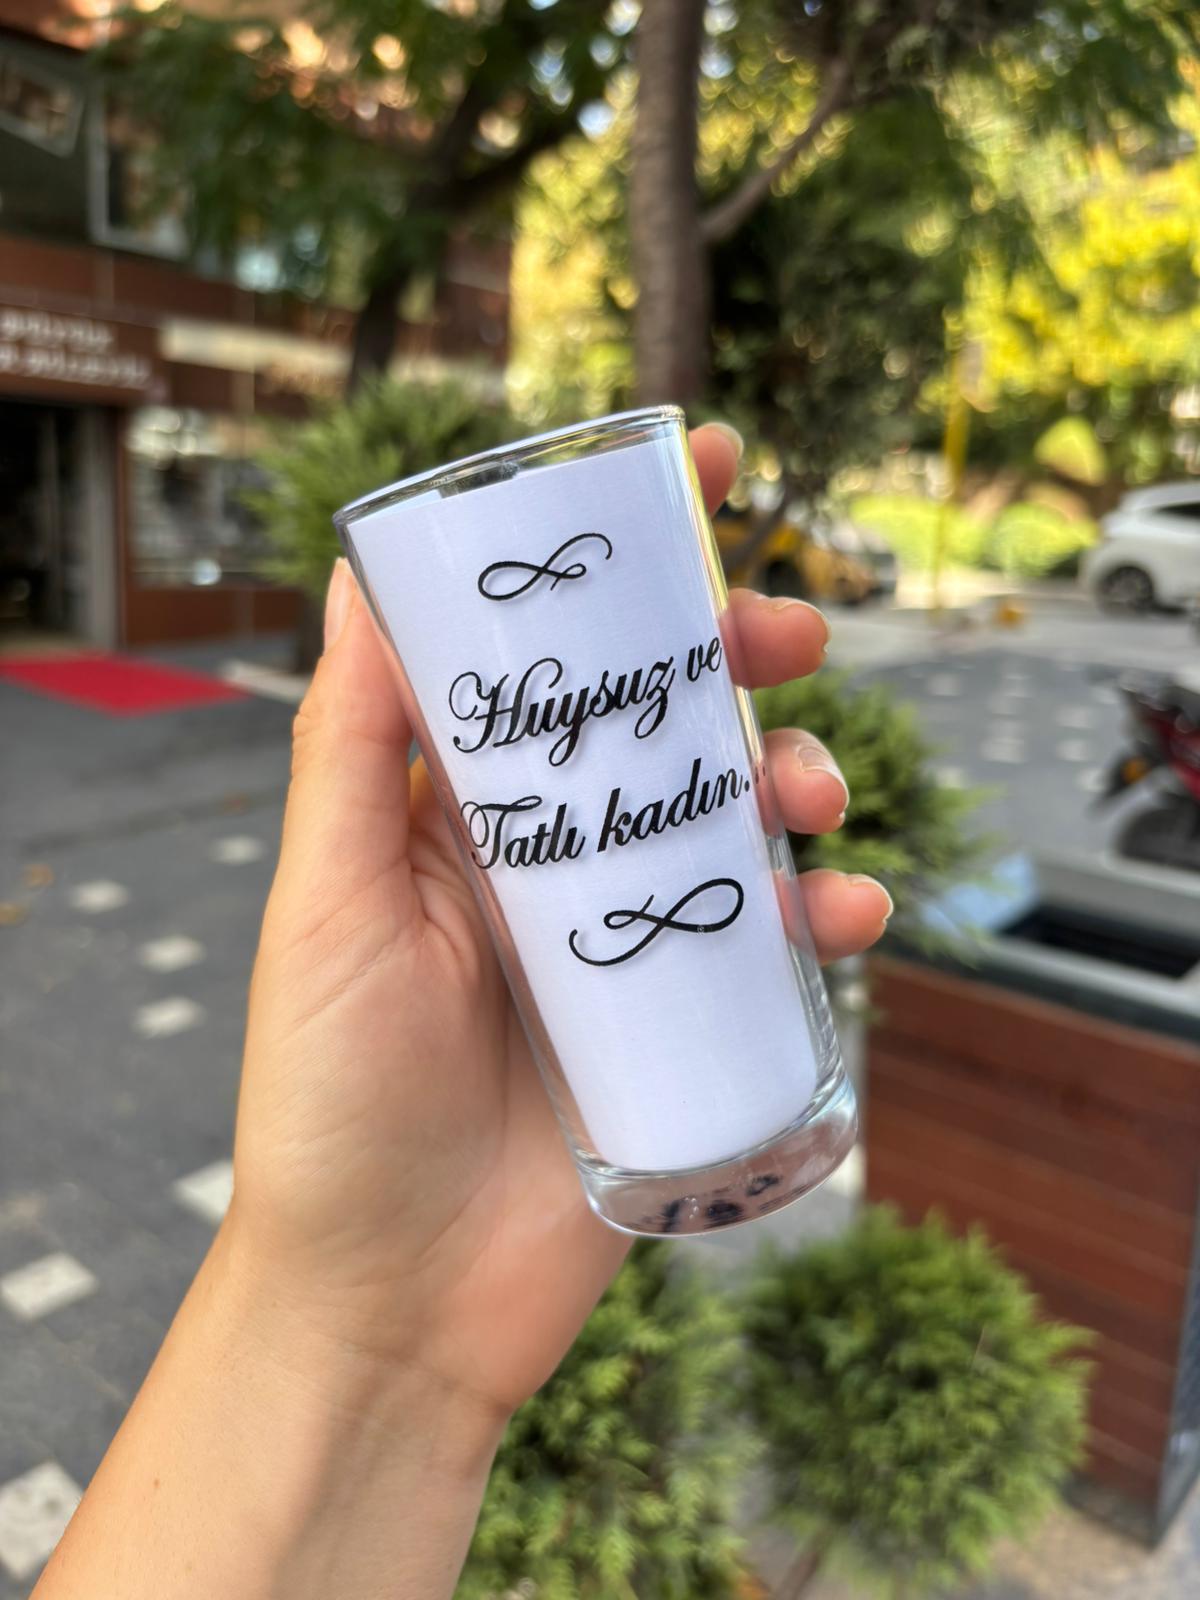 Huysuz ve
Tatlı kadın...